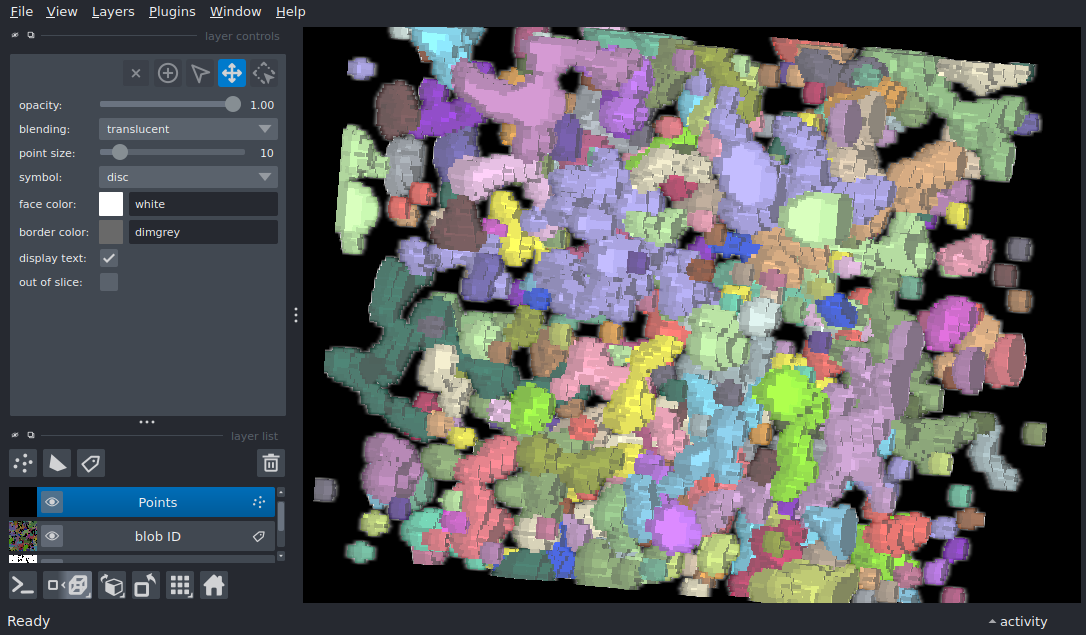 File View Layers Plugins Window Help
layer controls
opacity: 1.00
blending: translucent
point size: 10
symbol: disc
face color: white
border color: dimgrey
display text:
out of slice:
layer list
Points
blob ID
Ready
activity